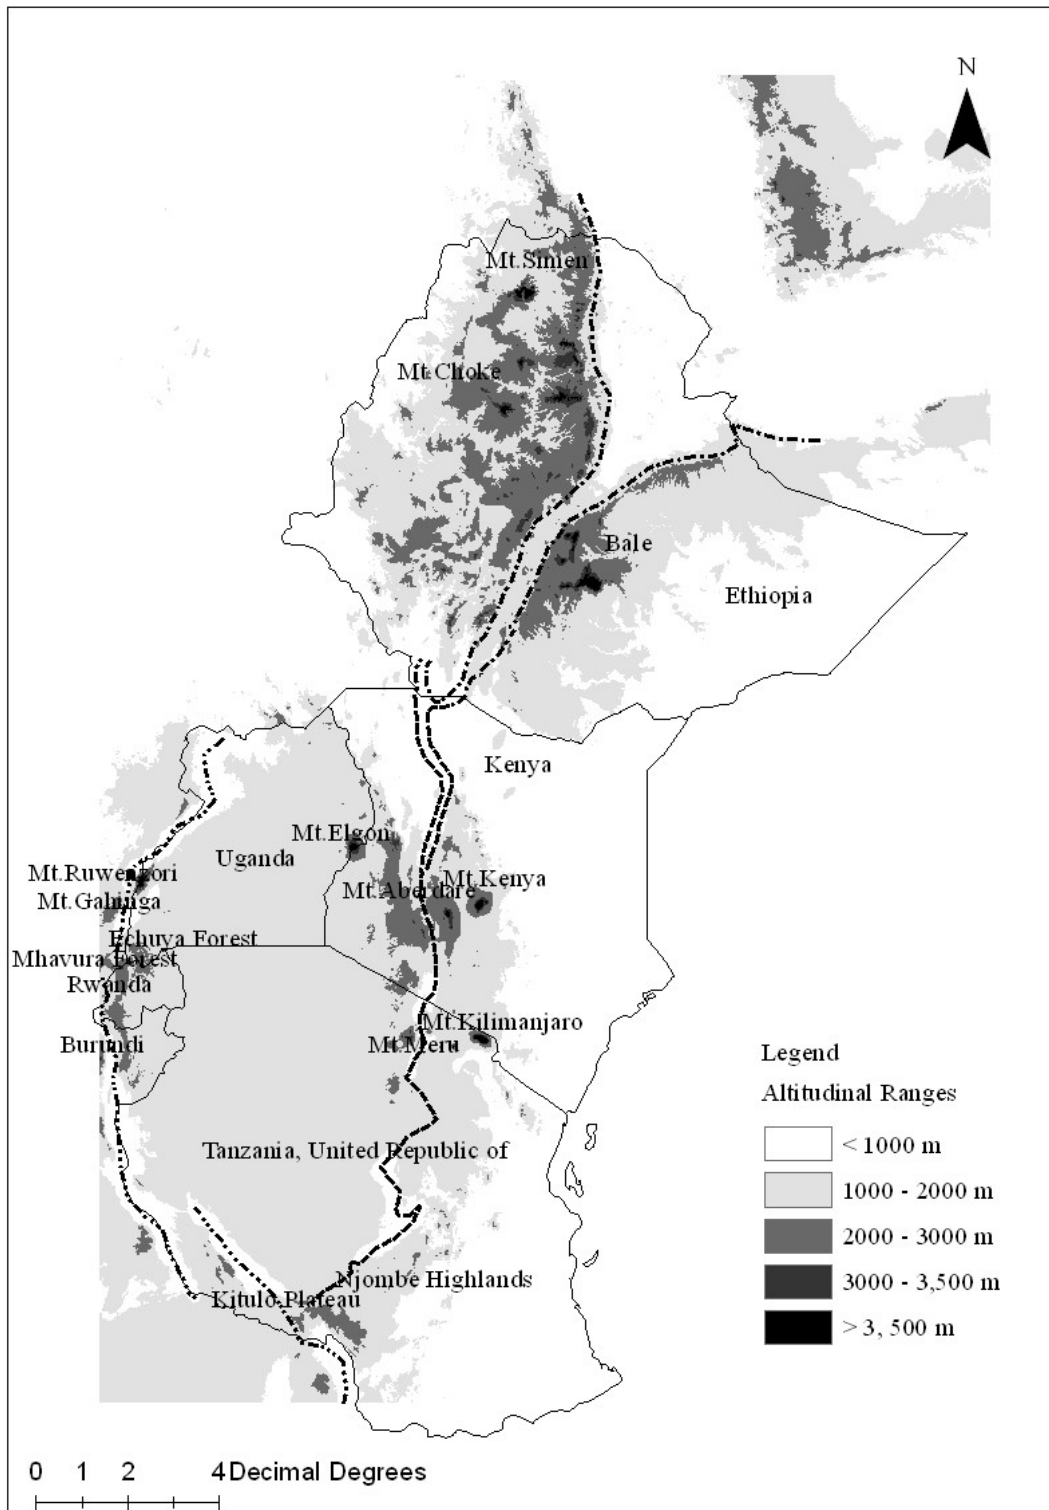 N
Mt.Simen
Mt.Choke
Bale
Ethiopia
Kenya
Mt.Elgon
Uganda
Mt.Ruwenzori
Mt.Kenya
Mt.Aberdare
Mt.Gahinga
Echuya Forest
Mhavura Forest
Rwanda
Mt.Kilimanjaro
Burundi
Mt.Meru
Legend
Altitudinal Ranges
< 1000 m
Tanzania, United Republic of
1000 - 2000 m
2000 - 3000 m
Njombe Highlands
3000 - 3,500 m
Kitulo Plateau
> 3, 500 m
0 1 2 4 Decimal Degrees